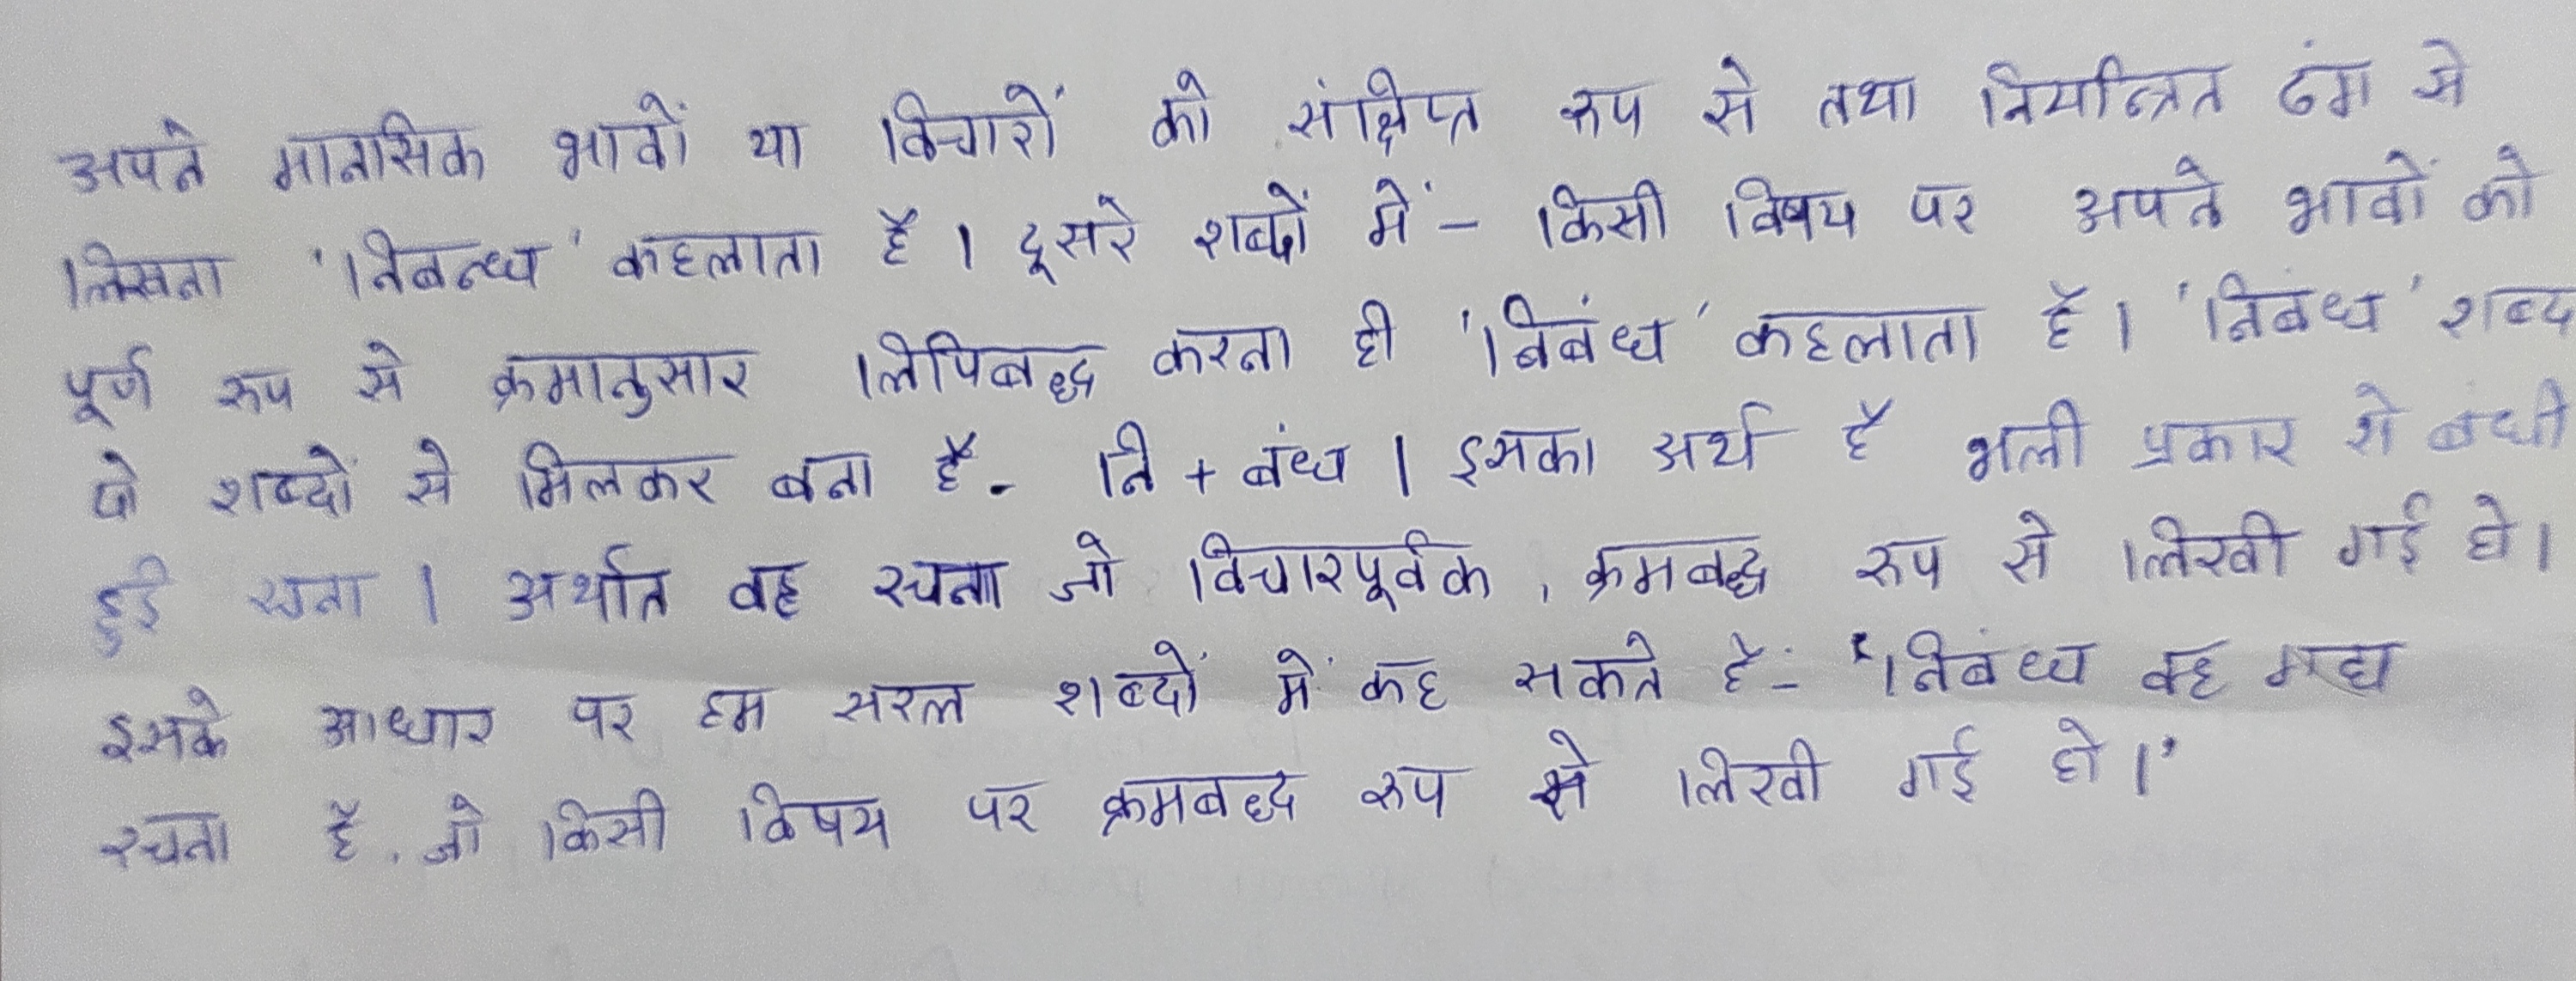 अपने मानसिक भावों या विचारों को संक्षिप्त रूप से तथा नियन्त्रित ढंग से
लिखना 'निबन्ध' कहलाता है । दूसरे शब्दों में - किसी विषय पर अपने भावों को
पूर्ण रूप से क्रमानुसार लिपिबद्ध करना ही 'निबंध' कहलाता है । 'निबंध' शब्द
दो शब्दों से मिलकर बना है - नि + बंध । इसका अर्थ है भली प्रकार से बंधी
हुई रचना । अर्थात वह रचना जो विचारपूर्वक , क्रमबद्ध रूप से लिखी गई हो ।
इसके आधार पर हम सरल शब्दों में कह सकते हैं - 'निबंध वह गद्य
रचना है , जो किसी विषय पर क्रमबद्ध रूप से लिखी गई हो ।'